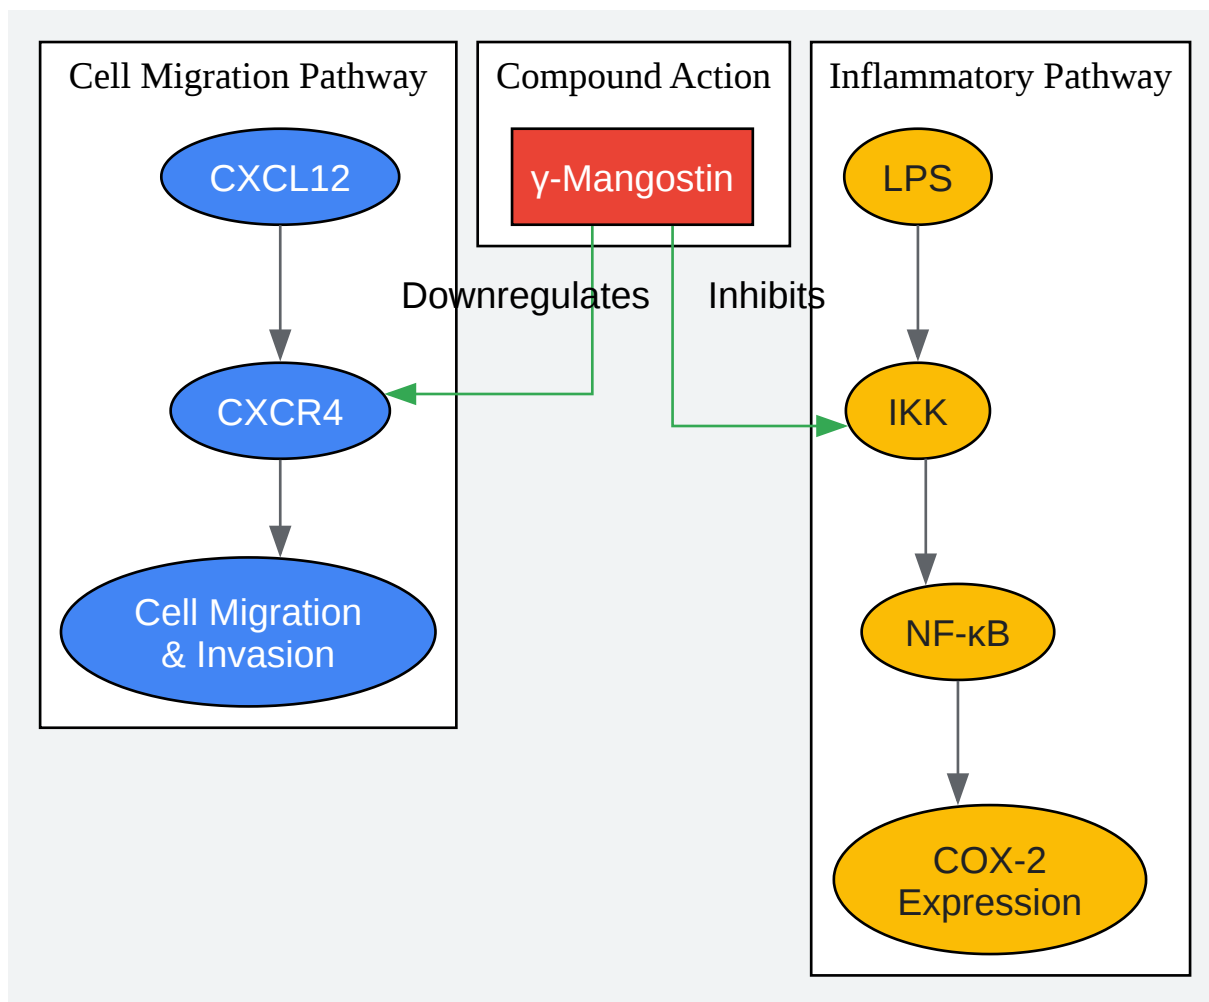 Cell Migration Pathway
CXCL12
CXCR4
Cell Migration
& Invasion
Compound Action
γ-Mangostin
Downregulates
Inhibits
Inflammatory Pathway
LPS
IKK
NF-κB
COX-2
Expression